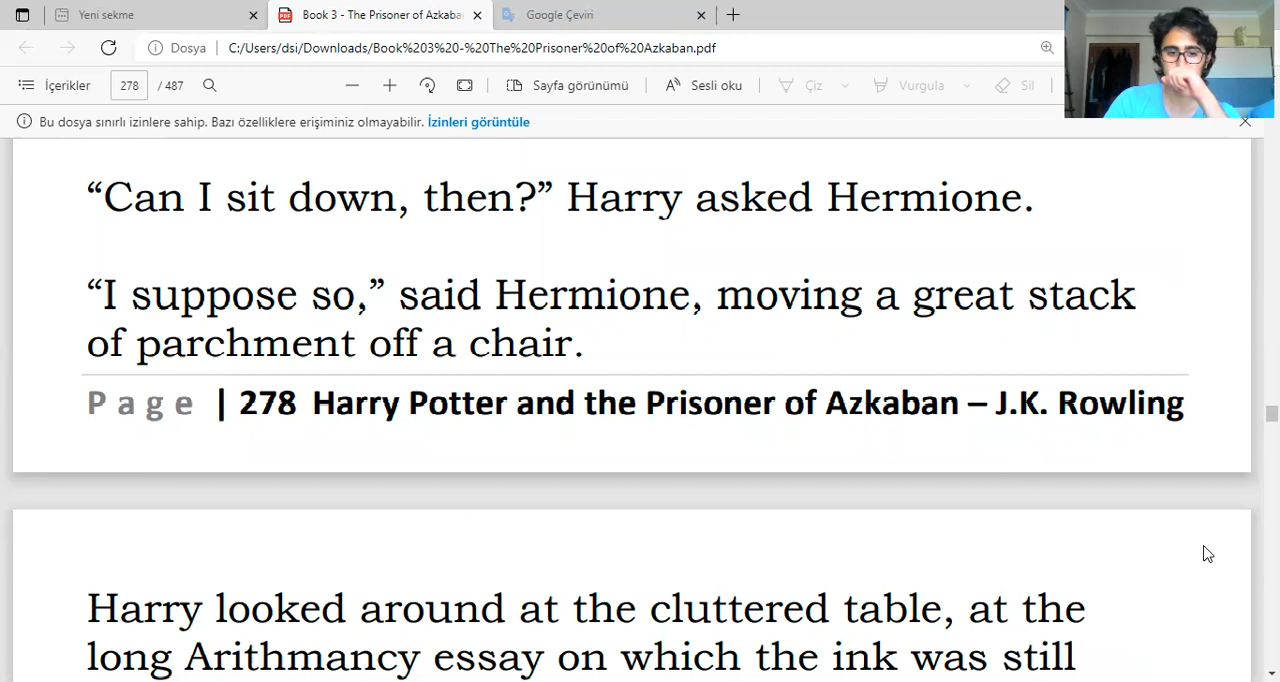 Yeni sekme
Book 3 - The Prisoner of Azkaba
Google Çeviri
Dosya
C:/Users/dsi/Downloads/Book%203%20-%20The%20Prisoner%20of%20Azkaban.pdf
İçerikler
278 / 487
Sayfa görünümü
Sesli oku
Çiz
Vurgula
Sil
Bu dosya sınırlı izinlere sahip. Bazı özelliklere erişiminiz olmayabilir. İzinleri görüntüle
“Can I sit down, then?” Harry asked Hermione.
“I suppose so,” said Hermione, moving a great stack
of parchment off a chair.
Page | 278 Harry Potter and the Prisoner of Azkaban – J.K. Rowling
Harry looked around at the cluttered table, at the
long Arithmancy essay on which the ink was still